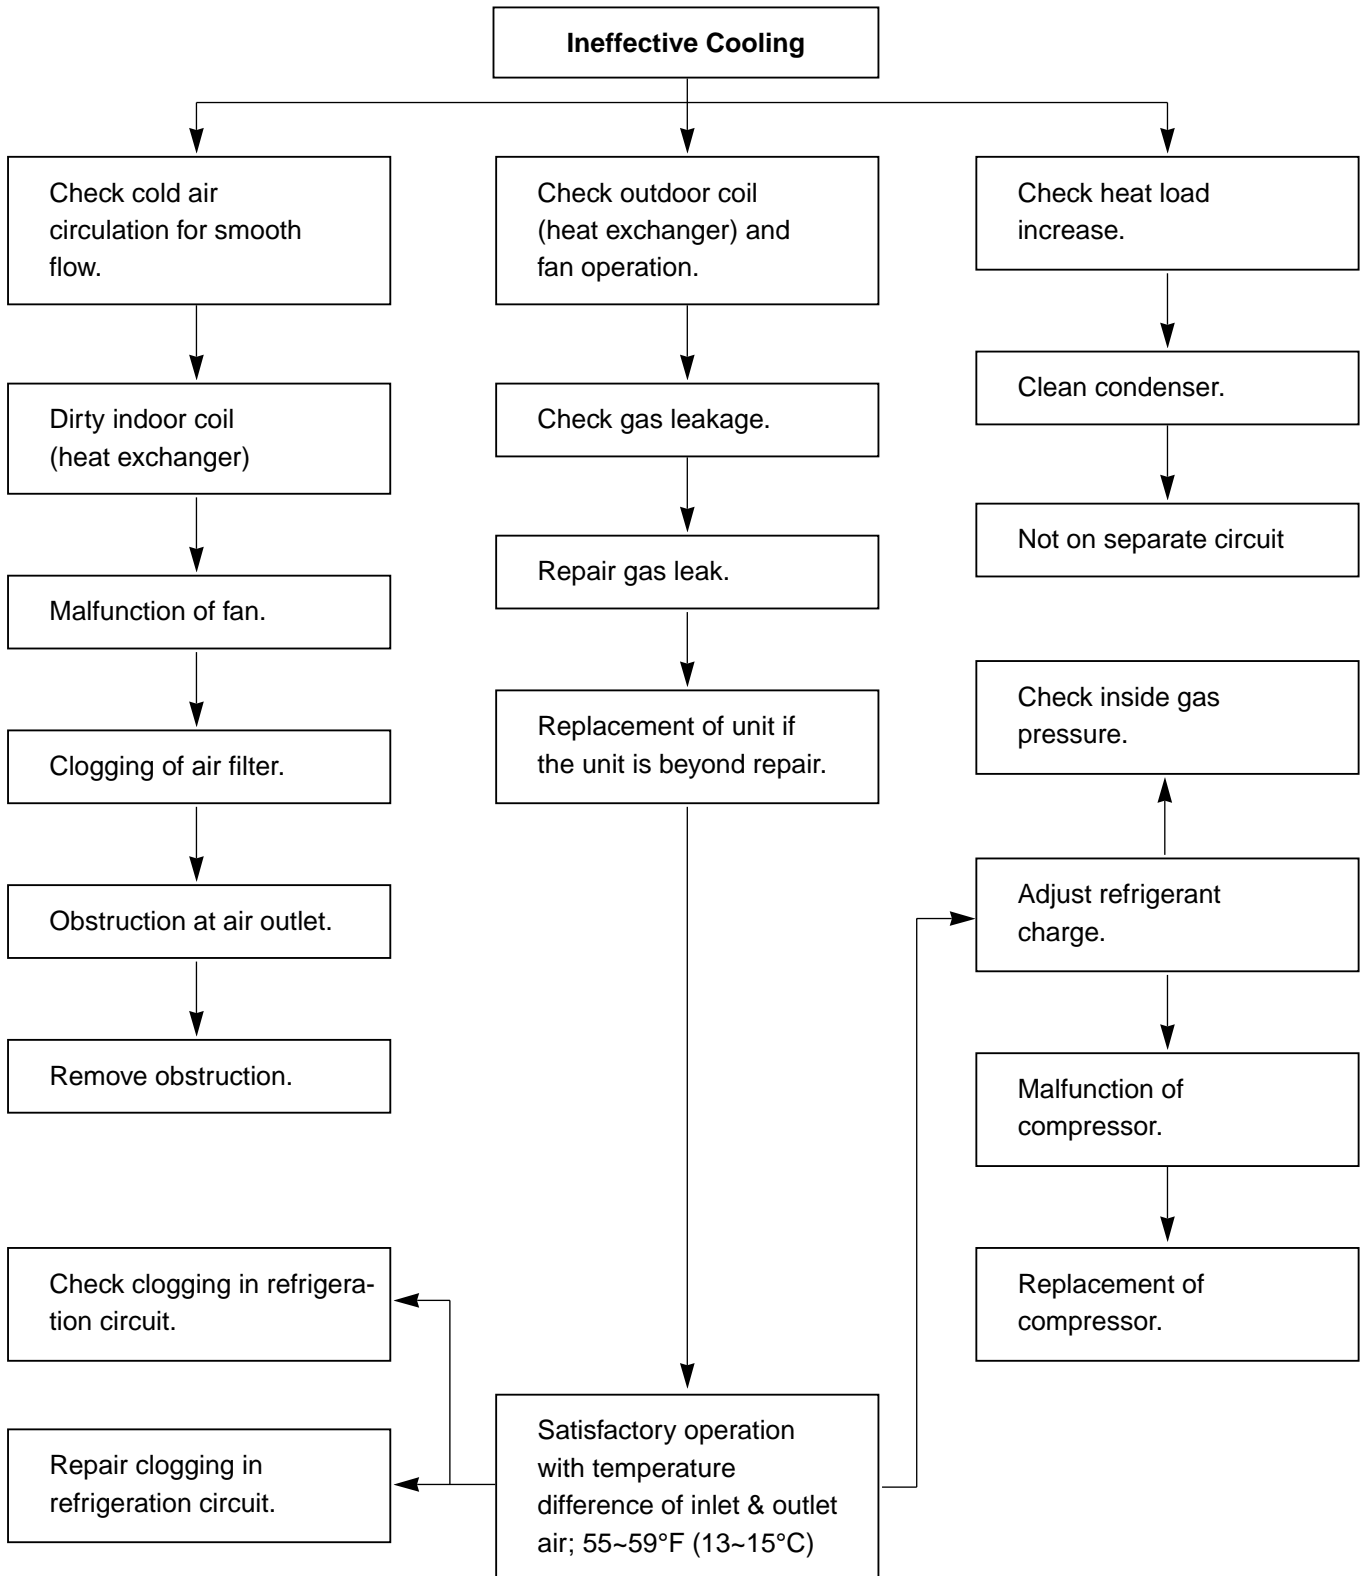 Ineffective Cooling
Check cold air
circulation for smooth
flow.
Check outdoor coil
(heat exchanger) and
fan operation.
Check heat load
increase.
Dirty indoor coil
(heat exchanger)
Check gas leakage.
Clean condenser.
Malfunction of fan.
Repair gas leak.
Not on separate circuit
Clogging of air filter.
Replacement of unit if
the unit is beyond repair.
Check inside gas
pressure.
Obstruction at air outlet.
Adjust refrigerant
charge.
Remove obstruction.
Malfunction of
compressor.
Check clogging in refrigera-
tion circuit.
Replacement of
compressor.
Repair clogging in
refrigeration circuit.
Satisfactory operation
with temperature
difference of inlet & outlet
air; 55~59°F (13~15°C)